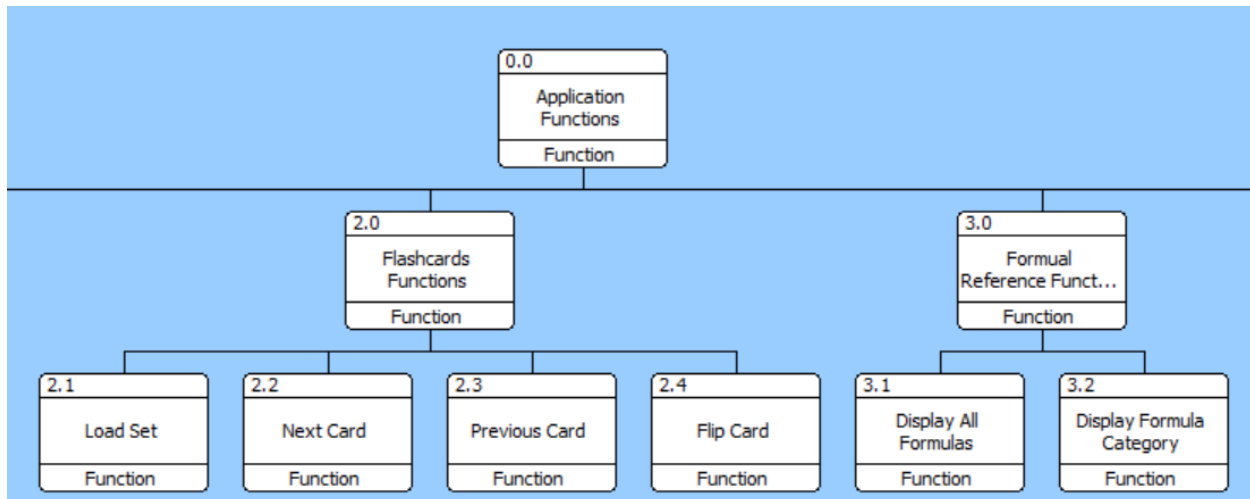 0.0
Application
Functions
Function
2.0
Flashcards
Functions
Function
3.0
Formual
Reference Funct...
Function
2.1
Load Set
Function
2.2
Next Card
Function
2.3
Previous Card
Function
2.4
Flip Card
Function
3.1
Display All
Formulas
Function
3.2
Display Formula
Category
Function